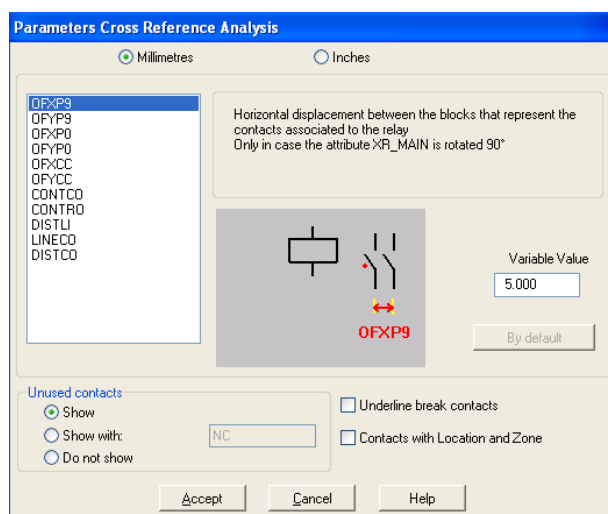 Parameters Cross Reference Analysis
Millimetres
Inches
OFXP9
OFYP9
OFXP0
OFYP0
OFXCC
OFYCC
CONTCO
CONTRO
DISTLI
LINECO
DISTCO
Horizontal displacement between the blocks that represent the
contacts associated to the relay
Only in case the attribute XR_MAIN is rotated 90°
OFXP9
Variable Value
5.000
By default
Unused contacts
Show
Show with:
NC
Do not show
Underline break contacts
Contacts with Location and Zone
Accept
Cancel
Help